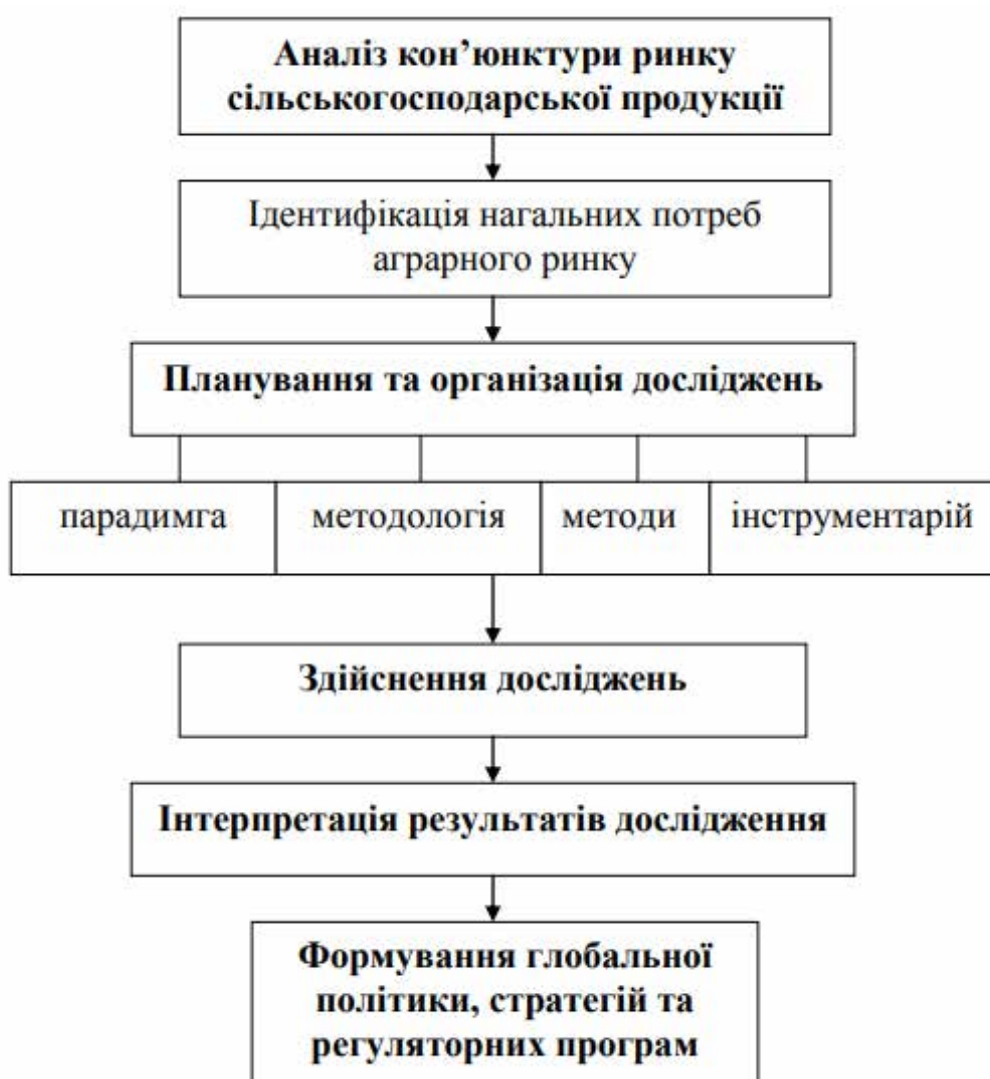 Аналіз кон’юнктури ринку
сільськогосподарської продукції
Ідентифікація нагальних потреб
аграрного ринку
Планування та організація досліджень
парадимга
методологія
методи
інструментарій
Здійснення досліджень
Інтерпретація результатів дослідження
Формування глобальної
політики, стратегій та
регуляторних програм